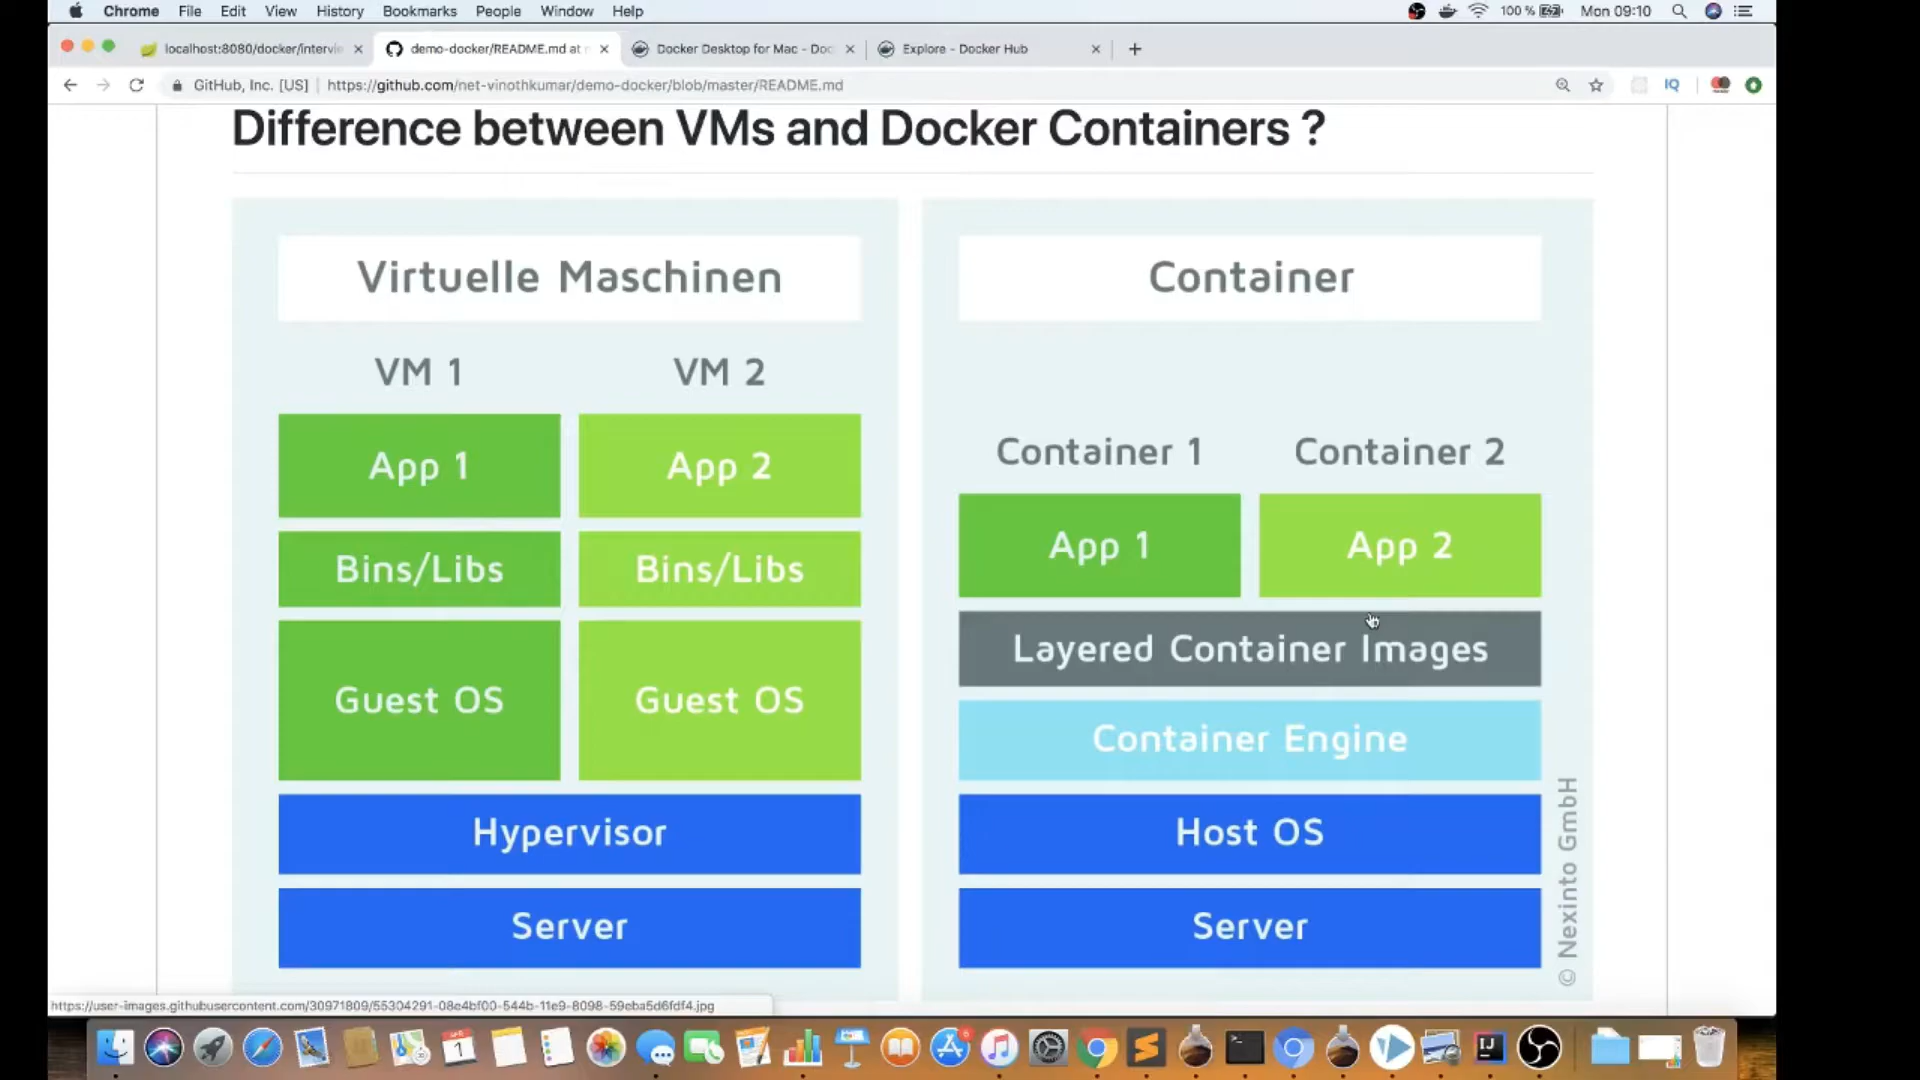 Chrome File Edit View History Bookmarks People Window Help
100 % Mon 09:10
localhost:8080/docker/intervie
demo-docker/README.md at
Docker Desktop for Mac - Doc
Explore - Docker Hub
GitHub, Inc. [US] | https://github.com/net-vinothkumar/demo-docker/blob/master/README.md
IQ
Difference between VMs and Docker Containers ?
Virtuelle Maschinen
VM 1 VM 2
App 1 App 2
Bins/Libs Bins/Libs
Guest OS Guest OS
Hypervisor
Server
Container
Container 1 Container 2
App 1 App 2
Layered Container Images
Container Engine
Host OS
Server
© Nexinto GmbH
https://user-images.githubusercontent.com/30971809/55304291-08e4bf00-544b-11e9-8098-59eba5d6fdf4.jpg
1
IJ